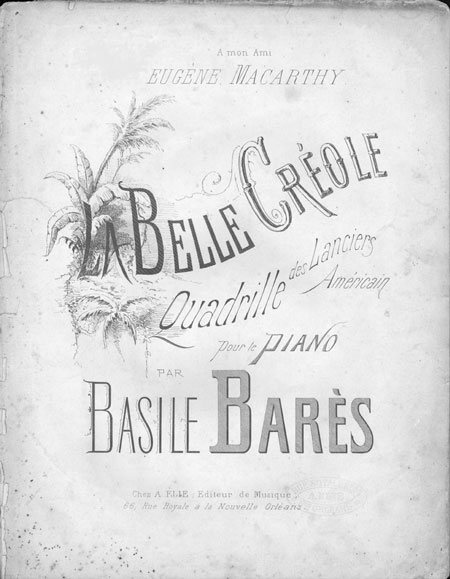 A mon Ami
EUGÈNE MACARTHY
LA BELLE CRÉOLE
Quadrille des Lanciers
Américain
pour le PIANO
PAR
BASILE BARÈS
Chez A. ELIE, Editeur de Musique,
66, Rue Royale à la Nouvelle Orléans.